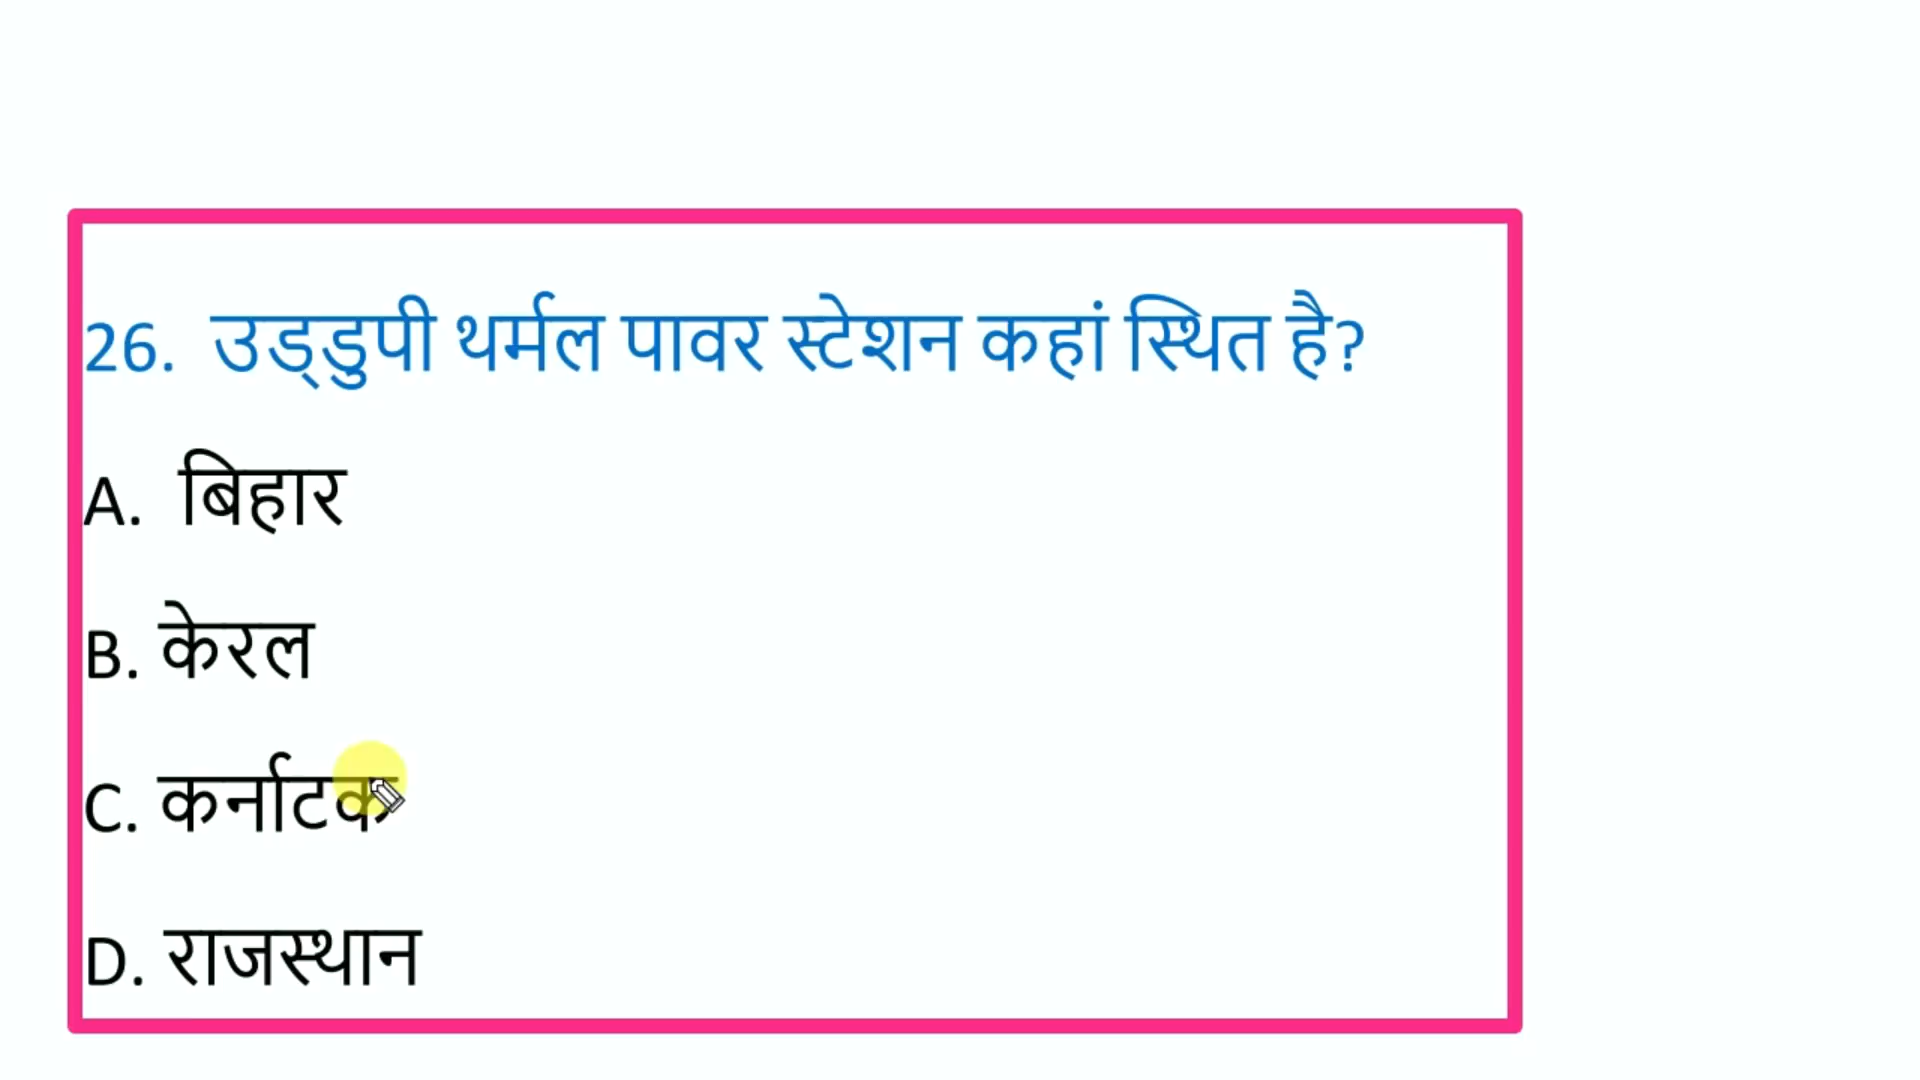 26. उड्डुपी थर्मल पावर स्टेशन कहां स्थित है?
A. बिहार
B. केरल
C. कर्नाटक
D. राजस्थान